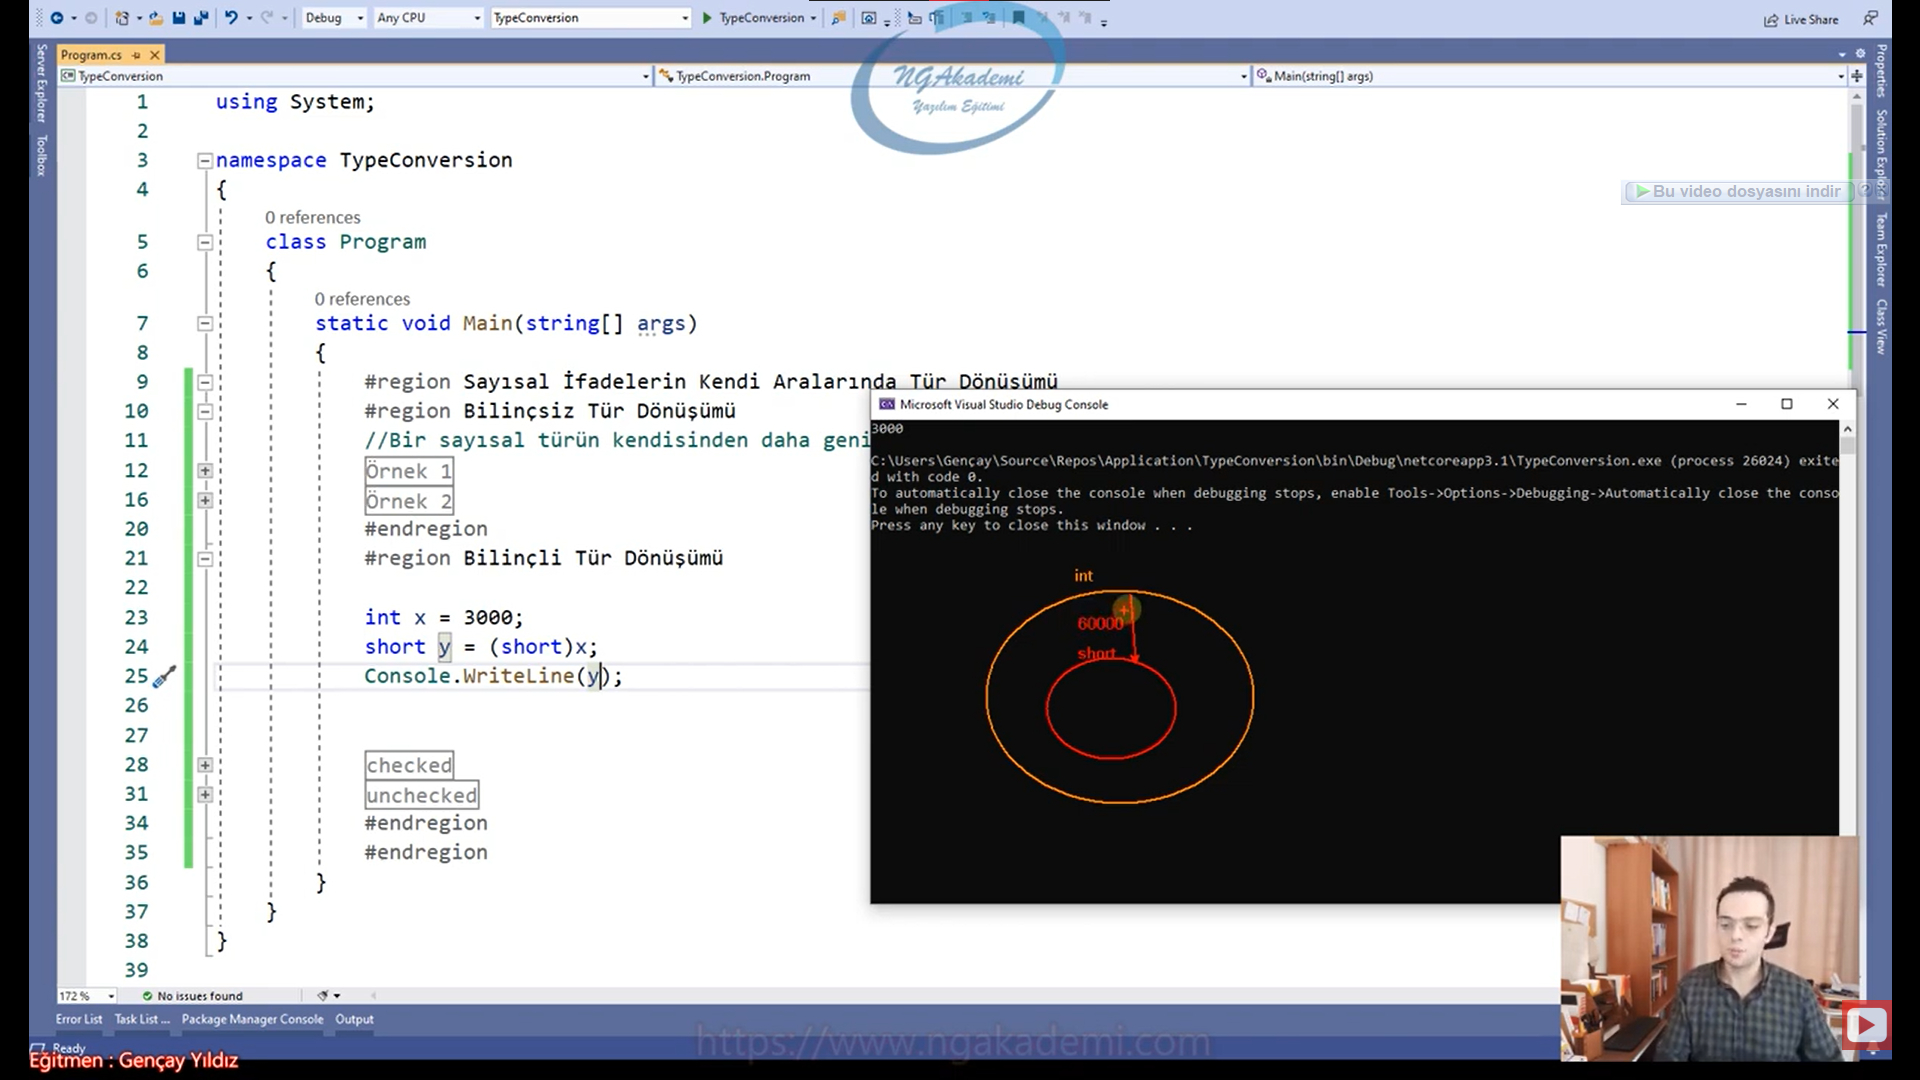 Debug
Any CPU
TypeConversion
TypeConversion
Live Share
Program.cs
TypeConversion
TypeConversion.Program
Main(string[] args)
NGAkademi
Yazılım Eğitimi
Server Explorer
Toolbox
Properties
Solution Explorer
Team Explorer
Class View
Bu video dosyasını indir
1 using System;
2
3 namespace TypeConversion
4 {
0 references
5 class Program
6 {
0 references
7 static void Main(string[] args)
8 {
9 #region Sayısal İfadelerin Kendi Aralarında Tür Dönüşümü
10 #region Bilinçsiz Tür Dönüşümü
11 //Bir sayısal türün kendisinden daha geni
12 Örnek 1
16 Örnek 2
20 #endregion
21 #region Bilinçli Tür Dönüşümü
22
23 int x = 3000;
24 short y = (short)x;
25 Console.WriteLine(y);
26
27
28 checked
31 unchecked
34 #endregion
35 #endregion
36 }
37 }
38 }
39
Microsoft Visual Studio Debug Console
3000
C:\Users\Gençay\Source\Repos\Application\TypeConversion\bin\Debug\netcoreapp3.1\TypeConversion.exe (process 26024) exite
d with code 0.
To automatically close the console when debugging stops, enable Tools->Options->Debugging->Automatically close the conso
le when debugging stops.
Press any key to close this window . . .
int
60000
short
172 %
No issues found
Error List
Task List ...
Package Manager Console
Output
Ready
https://www.ngakademi.com
Eğitmen : Gençay Yıldız